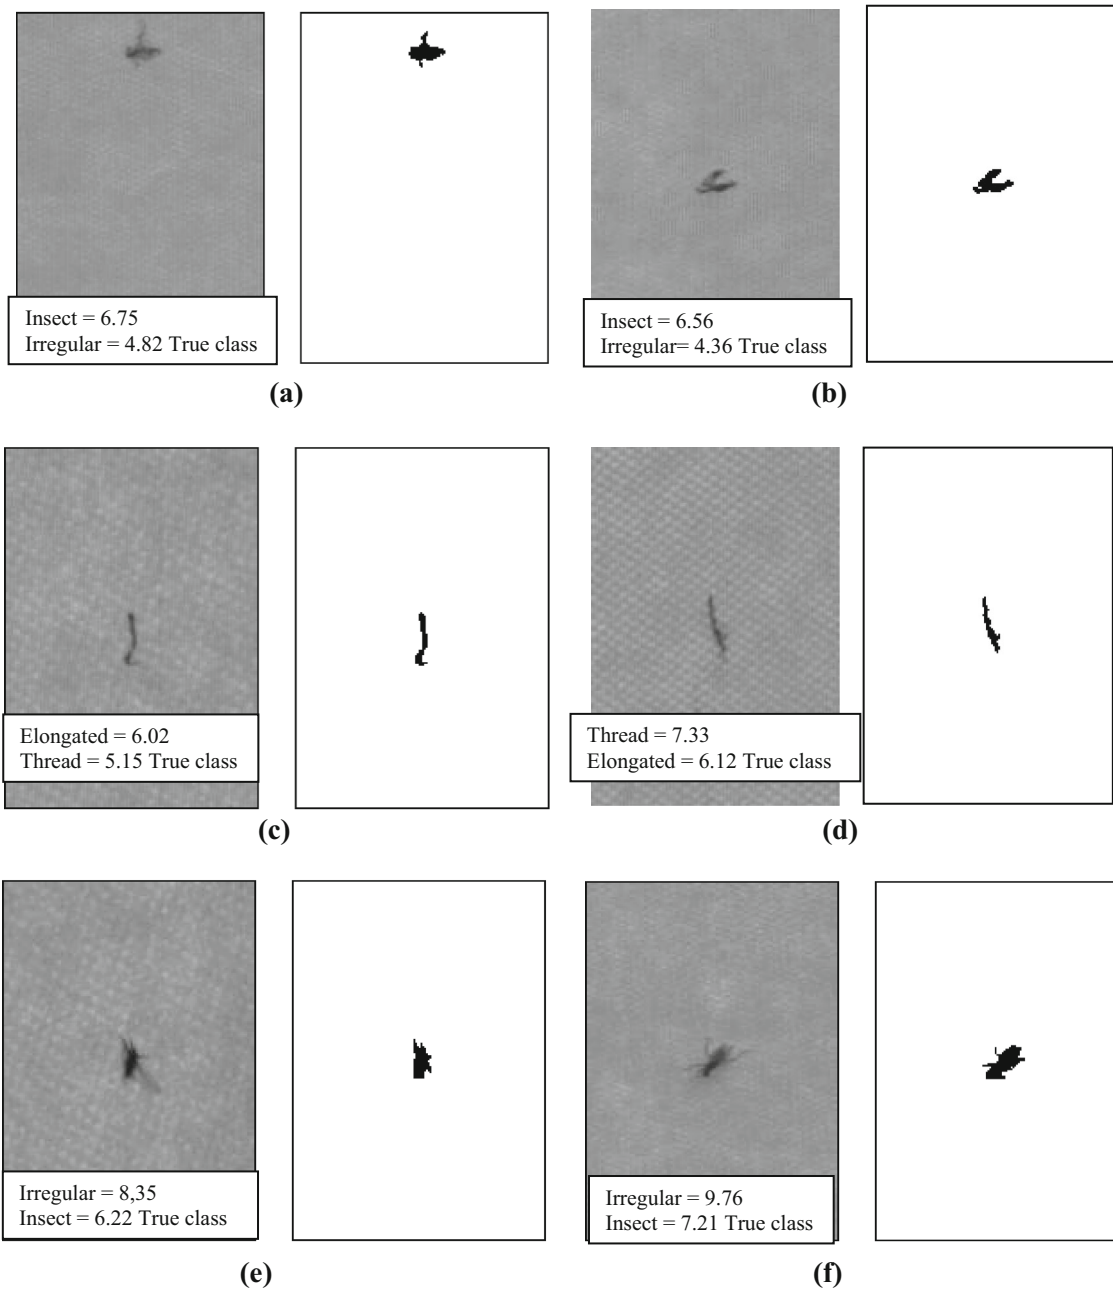 Insect = 6.75
Irregular = 4.82 True class
(a)
Insect = 6.56
Irregular= 4.36 True class
(b)
Elongated = 6.02
Thread = 5.15 True class
(c)
Thread = 7.33
Elongated = 6.12 True class
(d)
Irregular = 8,35
Insect = 6.22 True class
(e)
Irregular = 9.76
Insect = 7.21 True class
(f)